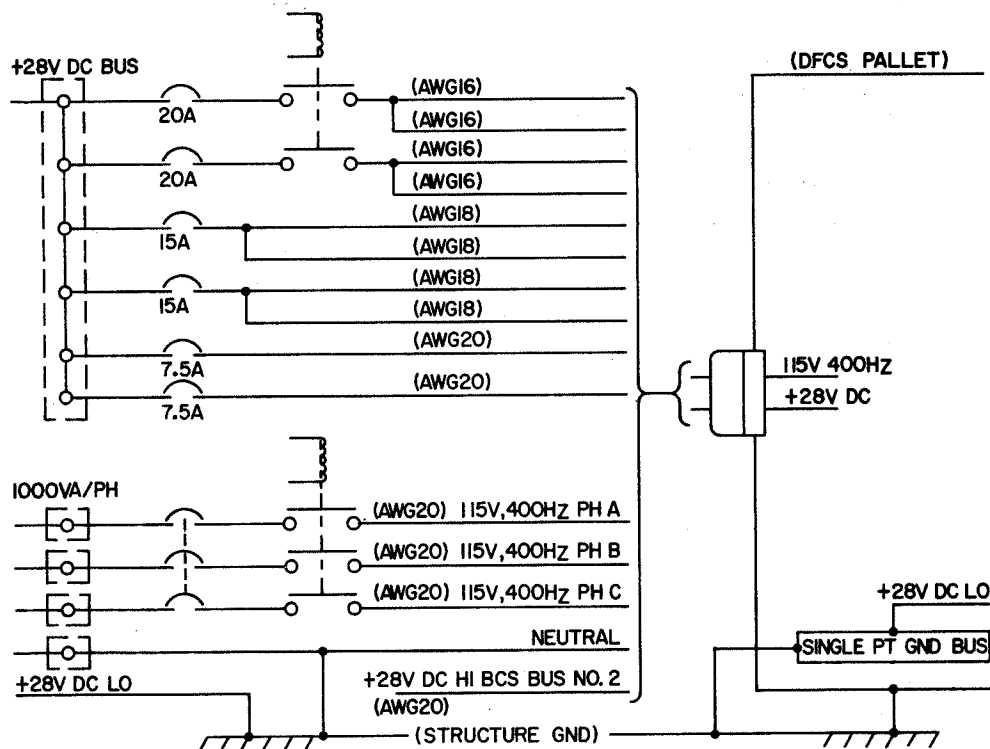 +28V DC BUS
(DFCS PALLET)
20A
(AWG16)
(AWG16)
20A
(AWG16)
(AWG16)
15A
(AWG18)
(AWG18)
15A
(AWG18)
(AWG18)
7.5A
(AWG20)
7.5A
(AWG20)
115V 400HZ
+28V DC
1000VA/PH
(AWG20) 115V,400HZ PH A
(AWG20) 115V,400HZ PH B
(AWG20) 115V,400HZ PH C
NEUTRAL
+28V DC LO
+28V DC HI BCS BUS NO. 2
(AWG20)
(STRUCTURE GND)
+28V DC LO
SINGLE PT GND BUS